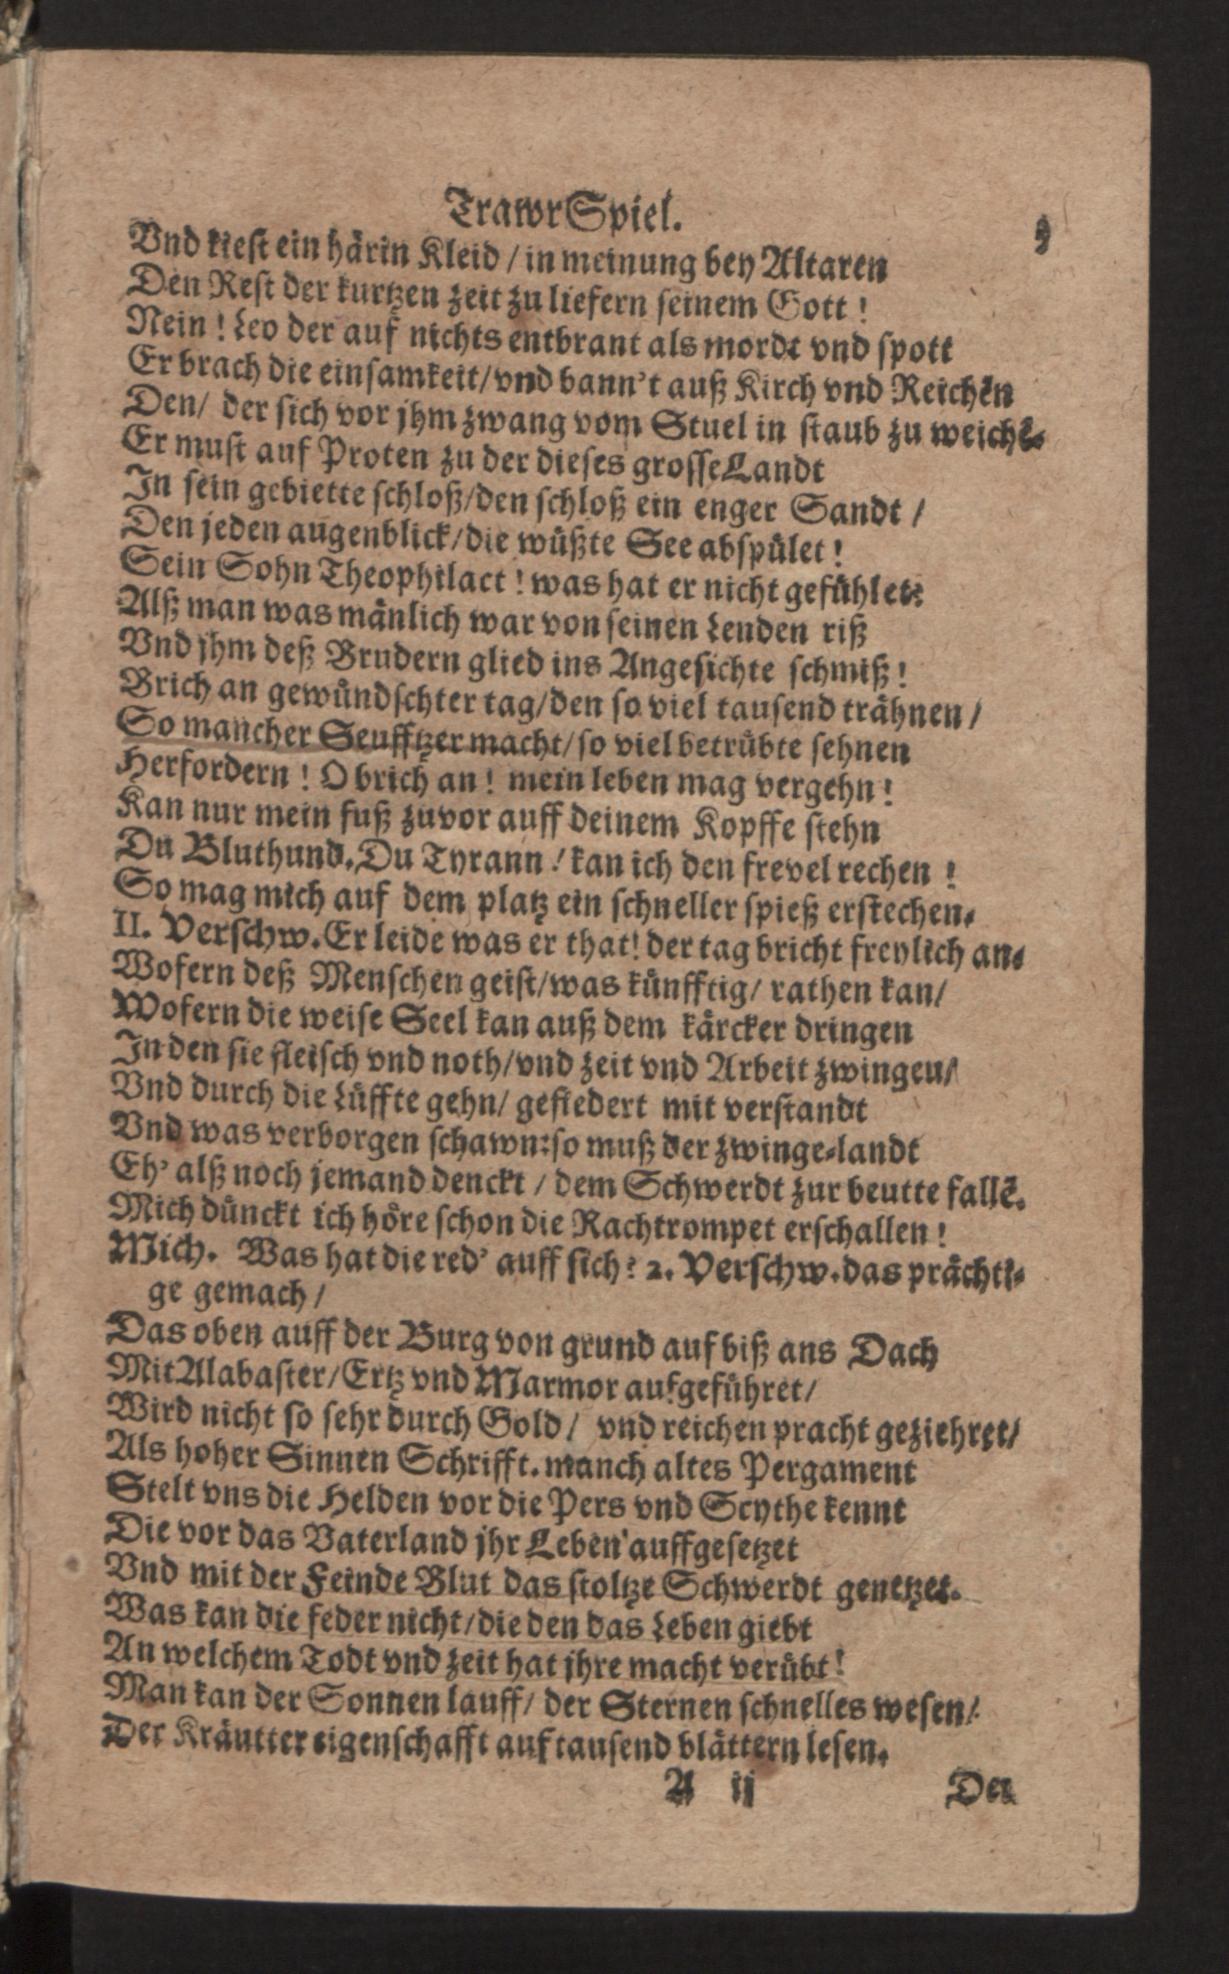 TrawrSpiel.
Vnd kiest ein härin Kleid / in meinung bey Altaren
Den Rest der kurtzen zeit zu liefern seinem Gott !
Nein ! Leo der auf nichts entbrant als mordt vnd spott
Er brach die einsamkeit/vnd bann't auß Kirch vnd Reichẽn
Den/ der sich vor jhm zwang vom Stuel in staub zu weichẽ.
Er must auf Proten zu der dieses grosse Landt
In sein gebiette schloß/den schloß ein enger Sandt /
Den jeden augenblick/die wüßte See abspület !
Sein Sohn Theophilact ! was hat er nicht gefühlet:
Alß man was mänlich war von seinen Lenden riß
Vnd jhm deß Brudern glied ins Angesichte schmiß !
Brich an gewündschter tag/den so viel tausend trähnen /
So mancher Seufftzer macht/ so viel betrübte sehnen
Herfordern ! O brich an ! mein leben mag vergehn !
Kan nur mein fuß zuvor auff deinem Kopffe stehn
Du Bluthund. Du Tyrann ! kan ich den frevel rechen !
So mag mich auf dem platz ein schneller spieß erstechen.
II. Verschw. Er leide was er that! der tag bricht freylich an.
Wofern deß Menschen geist/was künfftig/ rathen kan/
Wofern die weise Seel kan auß dem kärcker dringen
In den sie fleisch vnd noth/vnd zeit vnd Arbeit zwingen/
Vnd durch die Lüffte gehn/ gefiedert mit verstandt
Vnd was verborgen schawn: so muß der zwinge-landt
Eh' alß noch jemand denckt / dem Schwerdt zur beutte fallẽ.
Mich dünckt ich höre schon die Rachtrompet erschallen !
Mich. Was hat die red' auff sich? 2. Verschw. das prächti-
ge gemach /
Das oben auff der Burg von grund auf biß ans Dach
Mit Alabaster/Ertz vnd Marmor aufgeführet/
Wird nicht so sehr durch Gold / vnd reichen pracht geziehret/
Als hoher Sinnen Schrifft. manch altes Pergament
Stelt vns die Helden vor die Pers vnd Scythe kennt
Die vor das Vaterland jhr Leben auffgesetzet
Vnd mit der Feinde Blut das stoltze Schwerdt genetzet.
Was kan die feder nicht/die den das Leben giebt
An welchem Todt vnd zeit hat jhre macht verübt!
Man kan der Sonnen lauff/ der Sternen schnelles wesen/
Der Kräutter eigenschafft auf tausend blättern lesen.
A ij Der